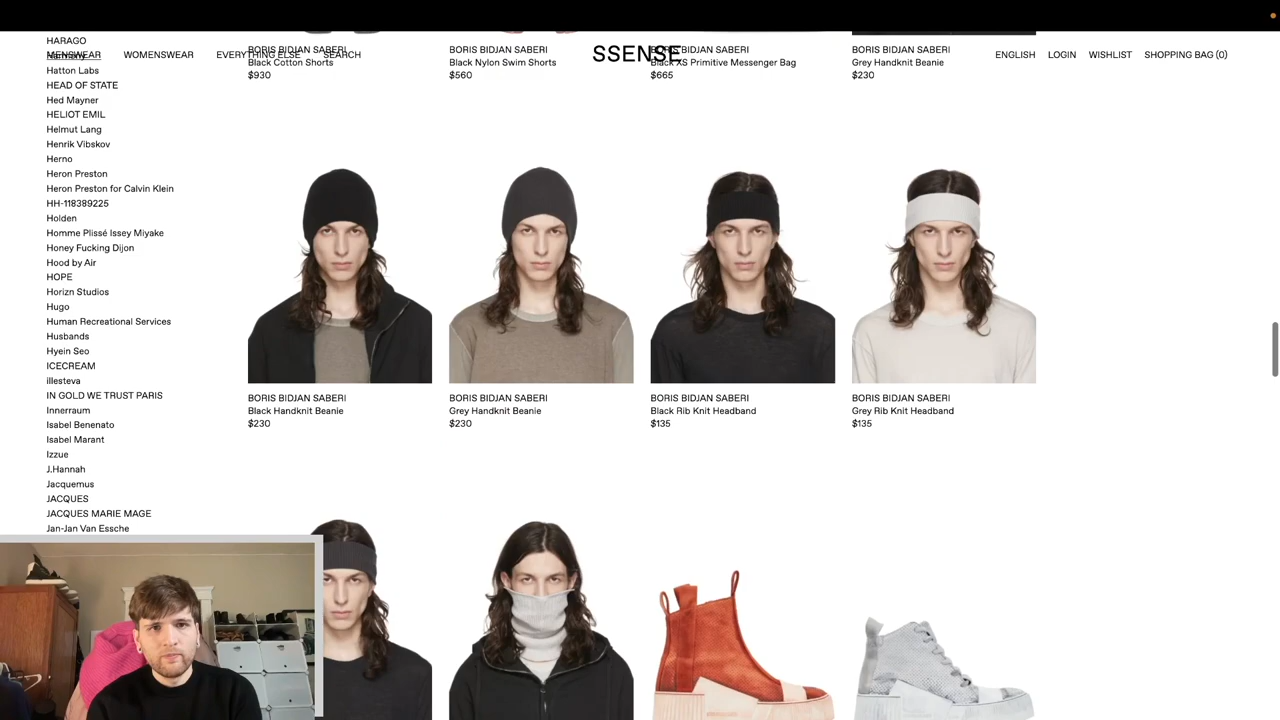 HARAGO
MENSWEAR
WOMENSWEAR
EVERYTHING ELSE
SEARCH
SSENSE
ENGLISH
LOGIN
WISHLIST
SHOPPING BAG (0)
Hatton Labs
HEAD OF STATE
Hed Mayner
HELIOT EMIL
Helmut Lang
Henrik Vibskov
Herno
Heron Preston
Heron Preston for Calvin Klein
HH-118389225
Holden
Homme Plissé Issey Miyake
Honey Fucking Dijon
Hood by Air
HOPE
Horizn Studios
Hugo
Human Recreational Services
Husbands
Hyein Seo
ICECREAM
illesteva
IN GOLD WE TRUST PARIS
Innerraum
Isabel Benenato
Isabel Marant
Izzue
J.Hannah
Jacquemus
JACQUES
JACQUES MARIE MAGE
Jan-Jan Van Essche
BORIS BIDJAN SABERI
Black Cotton Shorts
$930
BORIS BIDJAN SABERI
Black Nylon Swim Shorts
$560
BORIS BIDJAN SABERI
Black XS Primitive Messenger Bag
$665
BORIS BIDJAN SABERI
Grey Handknit Beanie
$230
BORIS BIDJAN SABERI
Black Handknit Beanie
$230
BORIS BIDJAN SABERI
Grey Handknit Beanie
$230
BORIS BIDJAN SABERI
Black Rib Knit Headband
$135
BORIS BIDJAN SABERI
Grey Rib Knit Headband
$135